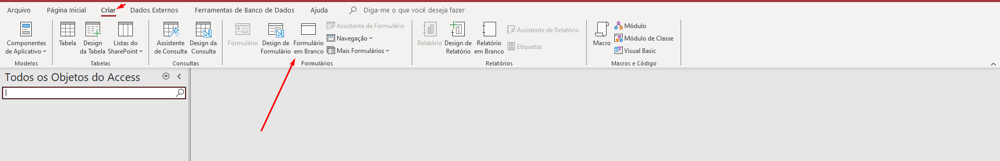 Arquivo Página Inicial Criar Dados Externos Ferramentas de Banco de Dados Ajuda Diga-me o que você deseja fazer
Componentes
de Aplicativo
Modelos
Tabela
Design
da Tabela
Listas do
SharePoint
Tabelas
Assistente
de Consulta
Design da
Consulta
Consultas
Formulário
Design de
Formulário
Formulário
em Branco
Assistente de Formulário
Navegação
Mais Formulários
Formulários
Relatório
Design de
Relatório
Relatório
em Branco
Assistente de Relatório
Etiquetas
Relatórios
Macro
Módulo
Módulo de Classe
Visual Basic
Macros e Código
Todos os Objetos do Access